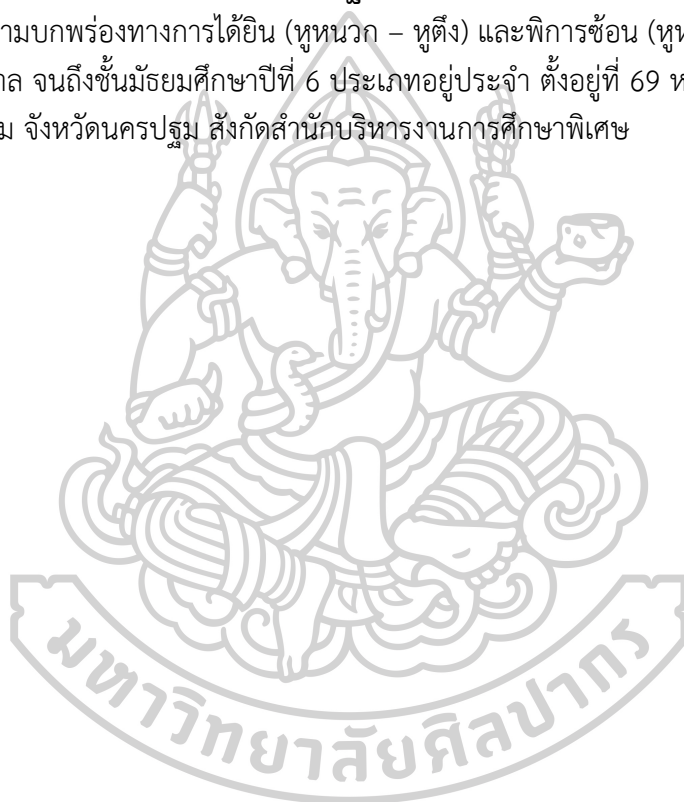 ามบกพร่องทางการได้ยิน (หูหนวก – หูตึง) และพิการซ้อน (หูห
าล จนถึงชั้นมัธยมศึกษาปีที่ 6 ประเภทอยู่ประจำ ตั้งอยู่ที่ 69 ห
ม จังหวัดนครปฐม สังกัดสำนักบริหารงานการศึกษาพิเศษ
มหาวิทยาลัยศิลปากร